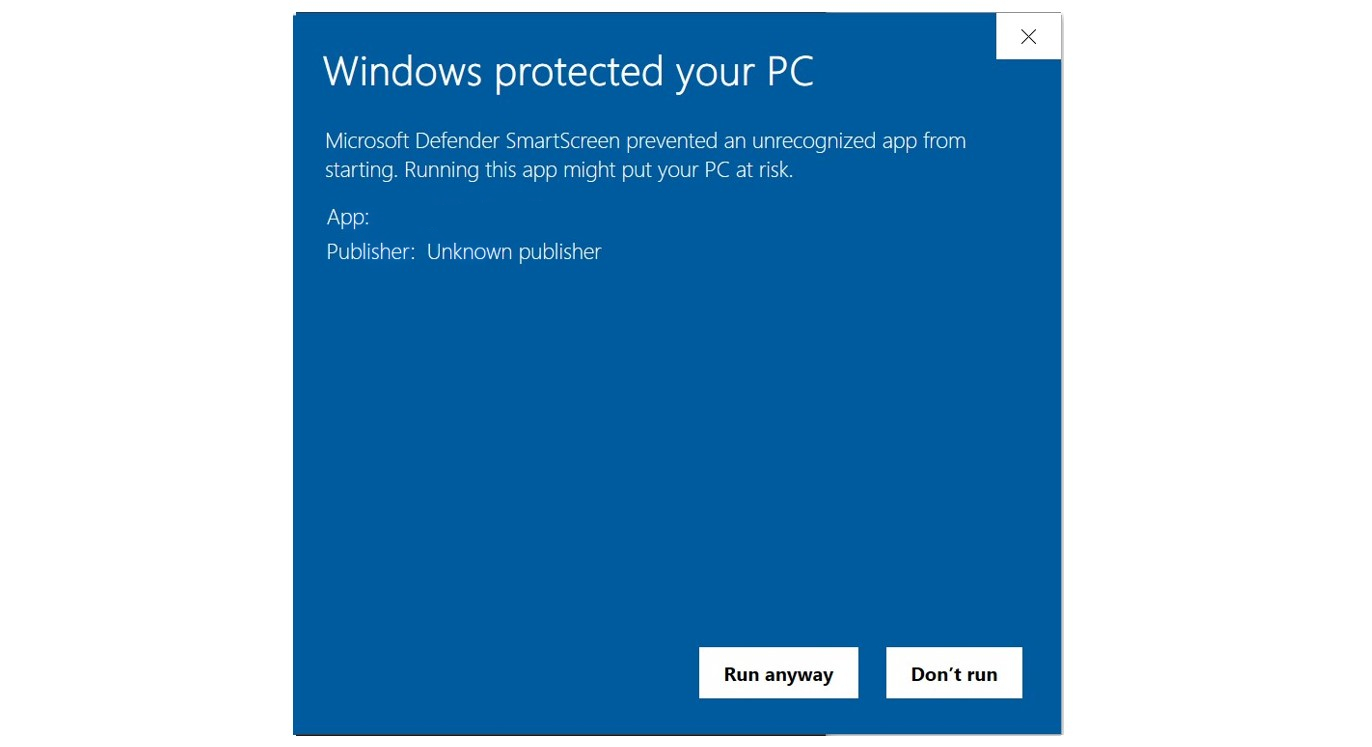 Windows protected your PC
Microsoft Defender SmartScreen prevented an unrecognized app from
starting. Running this app might put your PC at risk.
App:
Publisher: Unknown publisher
Run anyway
Don’t run